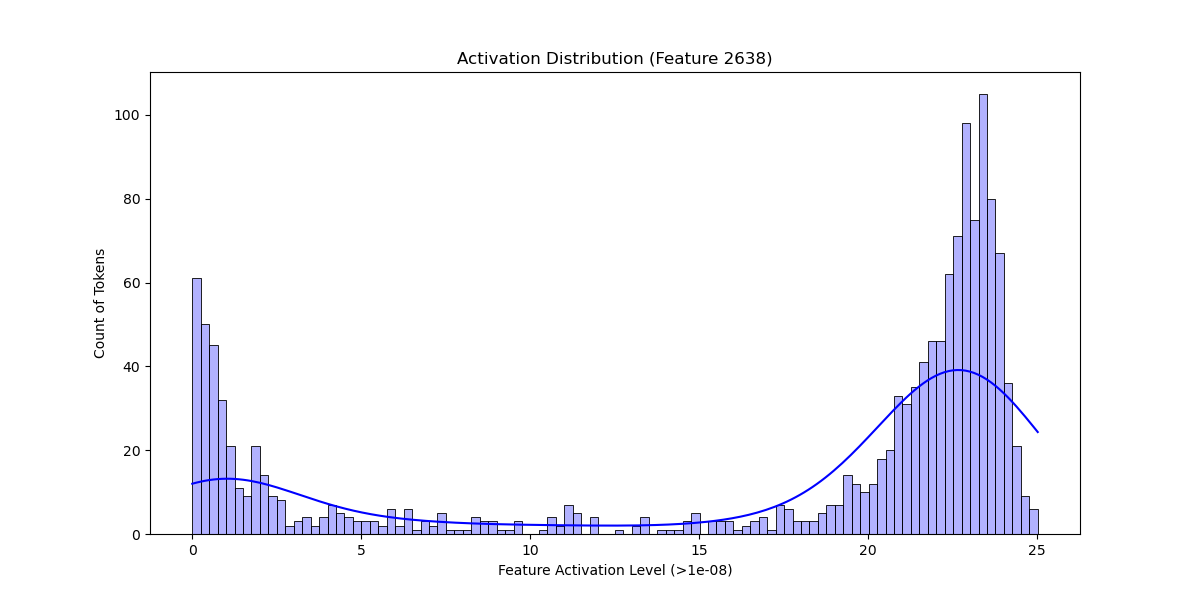 Activation Distribution (Feature 2638)
100
80
60
40
20
0
Count of Tokens
0 5 10 15 20 25
Feature Activation Level (>1e-08)